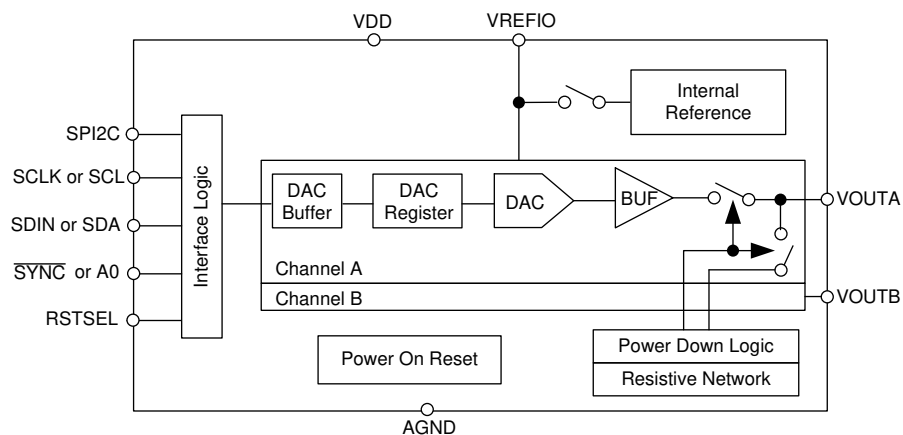 VDD
VREFIO
Internal
Reference
SPI2C
SCLK or SCL
SDIN or SDA
SYNC or A0
RSTSEL
Interface Logic
DAC
Buffer
DAC
Register
DAC
BUF
VOUTA
Channel A
Channel B
VOUTB
Power On Reset
Power Down Logic
Resistive Network
AGND